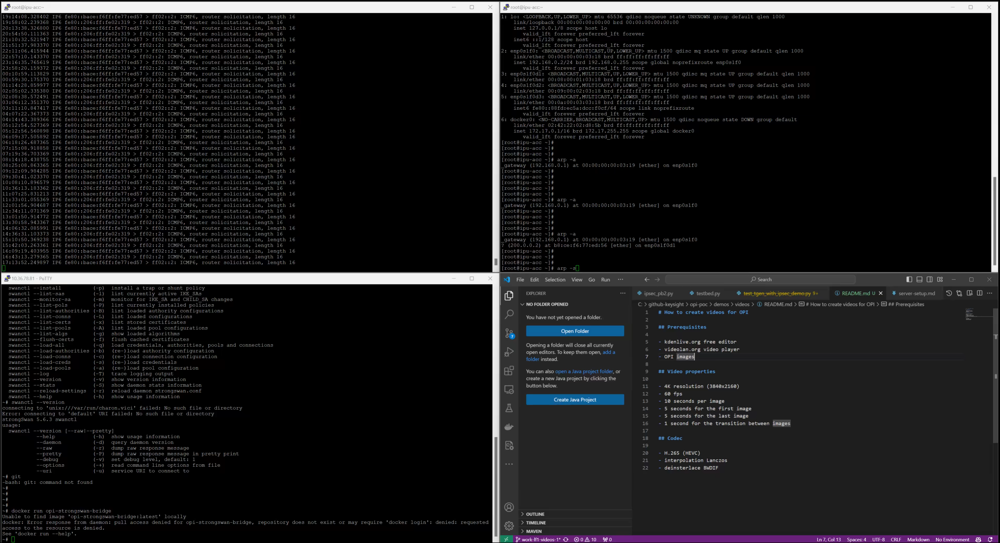 root@ipu-acc:~
19:14:08.328402 IP6 fe80::bace:f6ff:fe77:ed57 > ff02::2: ICMP6, router solicitation, length 16
19:58:02.239368 IP6 fe80::206:ff:fe02:319 > ff02::2: ICMP6, router solicitation, length 16
20:13:38.326800 IP6 fe80::bace:f6ff:fe77:ed57 > ff02::2: ICMP6, router solicitation, length 16
20:54:50.111363 IP6 fe80::206:ff:fe02:319 > ff02::2: ICMP6, router solicitation, length 16
21:10:32.521947 IP6 fe80::bace:f6ff:fe77:ed57 > ff02::2: ICMP6, router solicitation, length 16
21:51:37.983370 IP6 fe80::206:ff:fe02:319 > ff02::2: ICMP6, router solicitation, length 16
22:11:06.415944 IP6 fe80::bace:f6ff:fe77:ed57 > ff02::2: ICMP6, router solicitation, length 16
22:57:10.143370 IP6 fe80::206:ff:fe02:319 > ff02::2: ICMP6, router solicitation, length 16
23:16:35.765619 IP6 fe80::bace:f6ff:fe77:ed57 > ff02::2: ICMP6, router solicitation, length 16
23:58:20.159372 IP6 fe80::206:ff:fe02:319 > ff02::2: ICMP6, router solicitation, length 16
00:10:59.113829 IP6 fe80::bace:f6ff:fe77:ed57 > ff02::2: ICMP6, router solicitation, length 16
00:59:30.175370 IP6 fe80::206:ff:fe02:319 > ff02::2: ICMP6, router solicitation, length 16
01:14:28.859977 IP6 fe80::bace:f6ff:fe77:ed57 > ff02::2: ICMP6, router solicitation, length 16
02:05:02.335380 IP6 fe80::206:ff:fe02:319 > ff02::2: ICMP6, router solicitation, length 16
02:08:38.572491 IP6 fe80::bace:f6ff:fe77:ed57 > ff02::2: ICMP6, router solicitation, length 16
03:06:12.351370 IP6 fe80::206:ff:fe02:319 > ff02::2: ICMP6, router solicitation, length 16
03:11:10.847417 IP6 fe80::bace:f6ff:fe77:ed57 > ff02::2: ICMP6, router solicitation, length 16
04:07:22.367373 IP6 fe80::206:ff:fe02:319 > ff02::2: ICMP6, router solicitation, length 16
04:14:43.389366 IP6 fe80::bace:f6ff:fe77:ed57 > ff02::2: ICMP6, router solicitation, length 16
05:12:54.527369 IP6 fe80::206:ff:fe02:319 > ff02::2: ICMP6, router solicitation, length 16
05:12:56.560898 IP6 fe80::bace:f6ff:fe77:ed57 > ff02::2: ICMP6, router solicitation, length 16
06:09:37.505892 IP6 fe80::bace:f6ff:fe77:ed57 > ff02::2: ICMP6, router solicitation, length 16
06:18:26.687365 IP6 fe80::206:ff:fe02:319 > ff02::2: ICMP6, router solicitation, length 16
07:15:08.918858 IP6 fe80::bace:f6ff:fe77:ed57 > ff02::2: ICMP6, router solicitation, length 16
07:19:36.703369 IP6 fe80::206:ff:fe02:319 > ff02::2: ICMP6, router solicitation, length 16
08:14:18.438755 IP6 fe80::bace:f6ff:fe77:ed57 > ff02::2: ICMP6, router solicitation, length 16
08:25:08.863365 IP6 fe80::206:ff:fe02:319 > ff02::2: ICMP6, router solicitation, length 16
09:12:09.984285 IP6 fe80::bace:f6ff:fe77:ed57 > ff02::2: ICMP6, router solicitation, length 16
09:30:41.023370 IP6 fe80::206:ff:fe02:319 > ff02::2: ICMP6, router solicitation, length 16
10:08:10.896579 IP6 fe80::bace:f6ff:fe77:ed57 > ff02::2: ICMP6, router solicitation, length 16
10:36:13.183362 IP6 fe80::206:ff:fe02:319 > ff02::2: ICMP6, router solicitation, length 16
11:07:25.831213 IP6 fe80::bace:f6ff:fe77:ed57 > ff02::2: ICMP6, router solicitation, length 16
11:33:01.055369 IP6 fe80::206:ff:fe02:319 > ff02::2: ICMP6, router solicitation, length 16
12:01:56.904687 IP6 fe80::bace:f6ff:fe77:ed57 > ff02::2: ICMP6, router solicitation, length 16
12:34:11.071369 IP6 fe80::206:ff:fe02:319 > ff02::2: ICMP6, router solicitation, length 16
13:01:50.914772 IP6 fe80::bace:f6ff:fe77:ed57 > ff02::2: ICMP6, router solicitation, length 16
13:30:58.943367 IP6 fe80::206:ff:fe02:319 > ff02::2: ICMP6, router solicitation, length 16
14:06:32.085991 IP6 fe80::bace:f6ff:fe77:ed57 > ff02::2: ICMP6, router solicitation, length 16
14:36:31.103373 IP6 fe80::206:ff:fe02:319 > ff02::2: ICMP6, router solicitation, length 16
15:10:50.369238 IP6 fe80::bace:f6ff:fe77:ed57 > ff02::2: ICMP6, router solicitation, length 16
15:42:03.263361 IP6 fe80::206:ff:fe02:319 > ff02::2: ICMP6, router solicitation, length 16
16:09:19.403955 IP6 fe80::bace:f6ff:fe77:ed57 > ff02::2: ICMP6, router solicitation, length 16
16:43:13.279365 IP6 fe80::206:ff:fe02:319 > ff02::2: ICMP6, router solicitation, length 16
17:13:52.249897 IP6 fe80::bace:f6ff:fe77:ed57 > ff02::2: ICMP6, router solicitation, length 16
root@ipu-acc:~
1: lo: <LOOPBACK,UP,LOWER_UP> mtu 65536 qdisc noqueue state UNKNOWN group default qlen 1000
link/loopback 00:00:00:00:00:00 brd 00:00:00:00:00:00
inet 127.0.0.1/8 scope host lo
valid_lft forever preferred_lft forever
inet6 ::1/128 scope host
valid_lft forever preferred_lft forever
2: enp0s1f0: <BROADCAST,MULTICAST,UP,LOWER_UP> mtu 1500 qdisc mq state UP group default qlen 1000
link/ether 00:00:00:00:03:18 brd ff:ff:ff:ff:ff:ff
inet 192.168.0.2/24 brd 192.168.0.255 scope global noprefixroute enp0s1f0
valid_lft forever preferred_lft forever
3: enp0s1f0d1: <BROADCAST,MULTICAST,UP,LOWER_UP> mtu 1500 qdisc mq state UP group default qlen 1000
link/ether 00:08:00:01:03:18 brd ff:ff:ff:ff:ff:ff
4: enp0s1f0d2: <BROADCAST,MULTICAST,UP,LOWER_UP> mtu 1500 qdisc mq state UP group default qlen 1000
link/ether 00:09:00:02:03:18 brd ff:ff:ff:ff:ff:ff
5: enp0s1f0d3: <BROADCAST,MULTICAST,UP,LOWER_UP> mtu 1500 qdisc mq state UP group default qlen 1000
link/ether 00:0a:00:03:03:18 brd ff:ff:ff:ff:ff:ff
inet6 fe80::88fd:ec5a:dcc:f0cf/64 scope link noprefixroute
valid_lft forever preferred_lft forever
6: docker0: <NO-CARRIER,BROADCAST,MULTICAST,UP> mtu 1500 qdisc noqueue state DOWN group default
link/ether 02:42:22:02:d8:5b brd ff:ff:ff:ff:ff:ff
inet 172.17.0.1/16 brd 172.17.255.255 scope global docker0
valid_lft forever preferred_lft forever
[root@ipu-acc ~]#
[root@ipu-acc ~]#
[root@ipu-acc ~]#
[root@ipu-acc ~]# arp -a
_gateway (192.168.0.1) at 00:00:00:00:03:19 [ether] on enp0s1f0
[root@ipu-acc ~]#
[root@ipu-acc ~]#
[root@ipu-acc ~]#
[root@ipu-acc ~]#
[root@ipu-acc ~]#
[root@ipu-acc ~]# arp -a
_gateway (192.168.0.1) at 00:00:00:00:03:19 [ether] on enp0s1f0
[root@ipu-acc ~]#
[root@ipu-acc ~]#
[root@ipu-acc ~]#
[root@ipu-acc ~]#
[root@ipu-acc ~]# arp -a
_gateway (192.168.0.1) at 00:00:00:00:03:19 [ether] on enp0s1f0
? (200.0.0.2) at b8:ce:f6:77:ed:56 [ether] on enp0s1f0d1
[root@ipu-acc ~]#
[root@ipu-acc ~]#
[root@ipu-acc ~]#
[root@ipu-acc ~]# arp -s
10.36.78.81 - PuTTY
swanctl --install (-p) install a trap or shunt policy
swanctl --list-sas (-l) list currently active IKE_SAs
swanctl --monitor-sa (-m) monitor for IKE_SA and CHILD_SA changes
swanctl --list-pols (-P) list currently installed policies
swanctl --list-authorities (-B) list loaded authority configurations
swanctl --list-conns (-L) list loaded configurations
swanctl --list-certs (-x) list stored certificates
swanctl --list-pools (-A) list loaded pool configurations
swanctl --list-algs (-g) show loaded algorithms
swanctl --flush-certs (-f) flush cached certificates
swanctl --load-all (-q) load credentials, authorities, pools and connections
swanctl --load-authorities (-b) (re-)load authority configuration
swanctl --load-conns (-c) (re-)load connection configuration
swanctl --load-creds (-s) (re-)load credentials
swanctl --load-pools (-a) (re-)load pool configuration
swanctl --log (-T) trace logging output
swanctl --version (-v) show version information
swanctl --stats (-S) show daemon stats information
swanctl --reload-settings (-r) reload daemon strongswan.conf
swanctl --help (-h) show usage information
~# swanctl --version
connecting to 'unix:///var/run/charon.vici' failed: No such file or directory
Error: connecting to 'default' URI failed: No such file or directory
strongSwan 5.6.3 swanctl
usage:
swanctl --version [--raw|--pretty]
--help (-h) show usage information
--daemon (-d) query daemon version
--raw (-r) dump raw response message
--pretty (-P) dump raw response message in pretty print
--debug (-v) set debug level, default: 1
--options (-+) read command line options from file
--uri (-u) service URI to connect to
~# git
-bash: git: command not found
~#
~#
~#
~#
~# docker run opi-strongswan-bridge
Unable to find image 'opi-strongswan-bridge:latest' locally
docker: Error response from daemon: pull access denied for opi-strongswan-bridge, repository does not exist or may require 'docker login': denied: requested
access to the resource is denied.
See 'docker run --help'.
~#
File Edit Selection View Go Run ··· Search
EXPLORER ···
NO FOLDER OPENED
You have not yet opened a folder.
Open Folder
Opening a folder will close all currently
open editors. To keep them open, add a
folder instead.
You can also open a Java project folder, or
create a new Java project by clicking the
button below.
Create Java Project
7
OUTLINE
TIMELINE
MAVEN
ipsec_pb2.py testbed.py test_tgen_with_ipsec_demo.py 9+ README.md U server-setup.md
C: > github-keysight > opi-poc > demos > videos > README.md > # How to create videos for OPI > ## Prerequisites
1 # How to create videos for OPI
2
3 ## Prerequisites
4
5 - kdenlive.org free editor
6 - videolan.org video player
7 - OPI images
8
9 ## Video properties
10
11 - 4K resolution (3840x2160)
12 - 60 fps
13 - 10 seconds per image
14 - 5 seconds for the first image
15 - 5 seconds for the last image
16 - 1 second for the transition between images
17
18 ## Codec
19
20 - H.265 (HEVC)
21 - interpolation Lanczos
22 - deinsterlace BWDIF
work-lf1-videos-1* 0 10 0 Ln 7, Col 13 Spaces: 4 UTF-8 CRLF Markdown No Environment